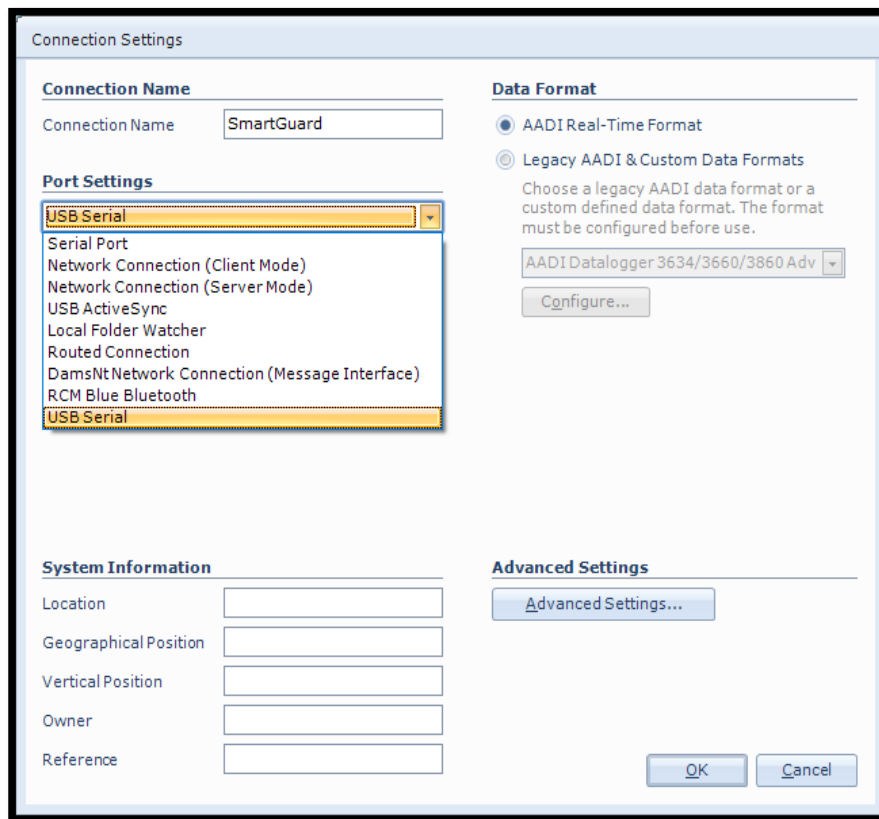 Connection Settings
Connection Name
Connection Name SmartGuard
Port Settings
USB Serial
Serial Port
Network Connection (Client Mode)
Network Connection (Server Mode)
USB ActiveSync
Local Folder Watcher
Routed Connection
DamsNt Network Connection (Message Interface)
RCM Blue Bluetooth
USB Serial
Data Format
AADI Real-Time Format
Legacy AADI & Custom Data Formats
Choose a legacy AADI data format or a
custom defined data format. The format
must be configured before use.
AADI Datalogger 3634/3660/3860 Adv
Configure...
System Information
Location
Geographical Position
Vertical Position
Owner
Reference
Advanced Settings
Advanced Settings...
OK Cancel